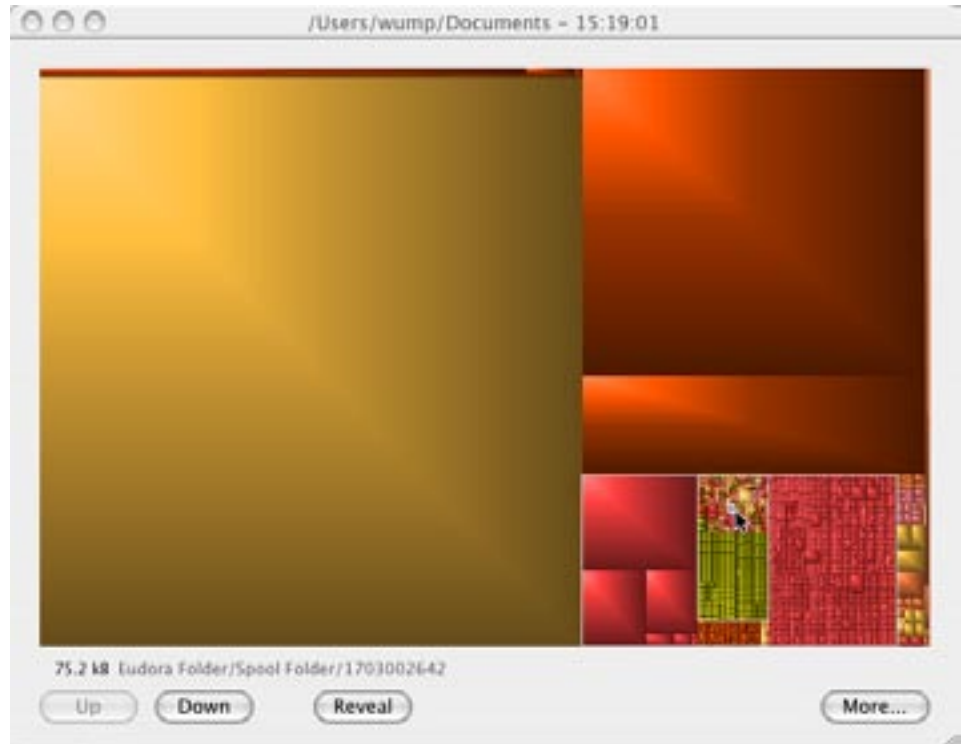 /Users/wump/Documents – 15:19:01
75.2 kB Eudora Folder/Spool Folder/1703002642
Up Down Reveal More...